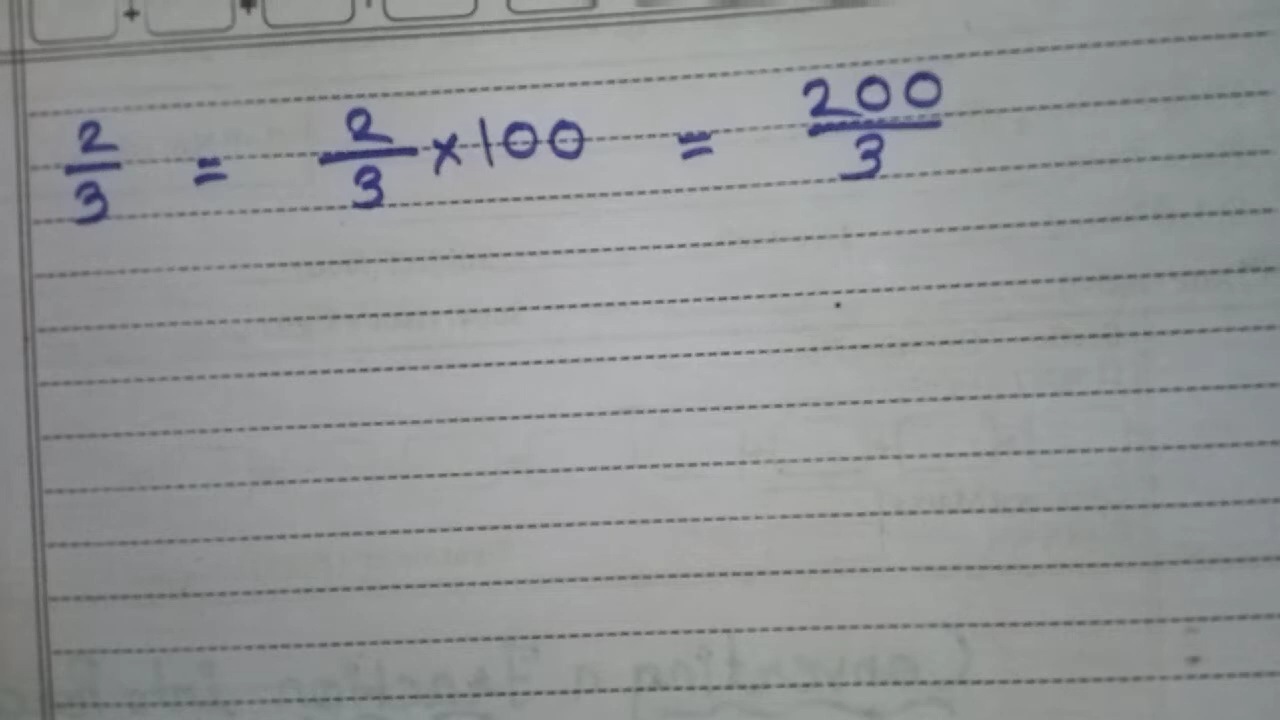 2/3 = 2/3 × 100 = 200/3